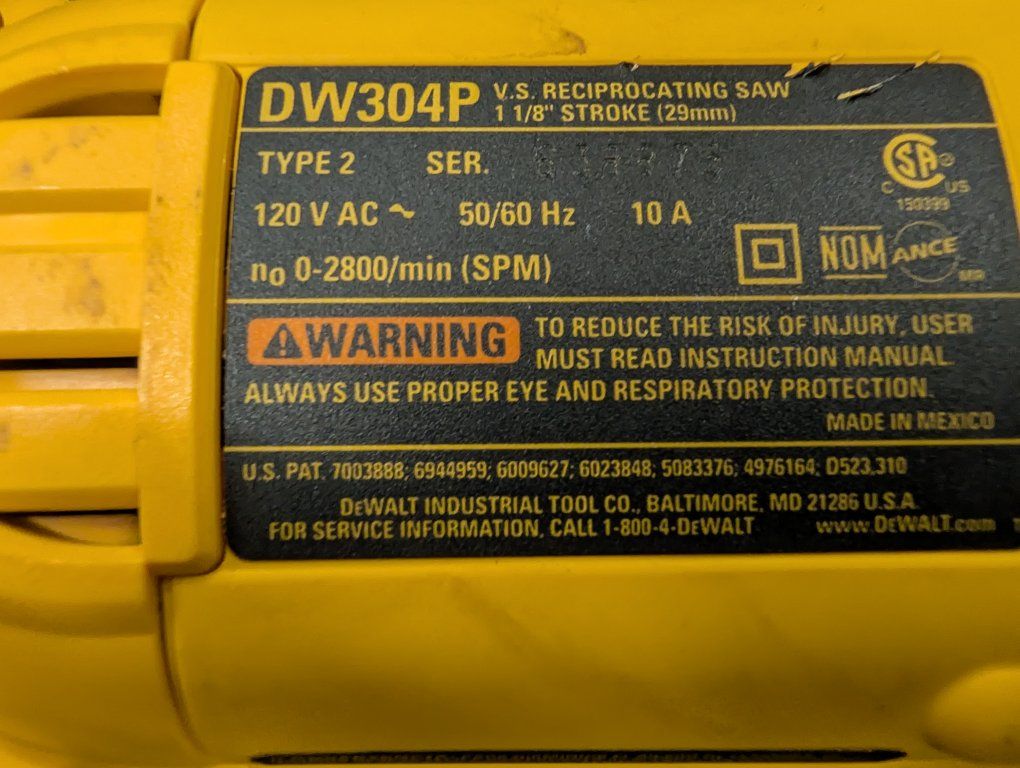 DW304P V.S. RECIPROCATING SAW
1 1/8" STROKE (29mm)
TYPE 2 SER.
120 V AC ~ 50/60 Hz 10 A
n₀ 0-2800/min (SPM)
CSA ®
C US
150399
NOM ANCE
WARNING TO REDUCE THE RISK OF INJURY, USER
MUST READ INSTRUCTION MANUAL.
ALWAYS USE PROPER EYE AND RESPIRATORY PROTECTION.
MADE IN MEXICO
U.S. PAT. 7003888; 6944959; 6009627; 6023848; 5083376; 4976164; D523,310
DEWALT INDUSTRIAL TOOL CO., BALTIMORE, MD 21286 U.S.A.
FOR SERVICE INFORMATION, CALL 1-800-4-DEWALT www.DEWALT.com